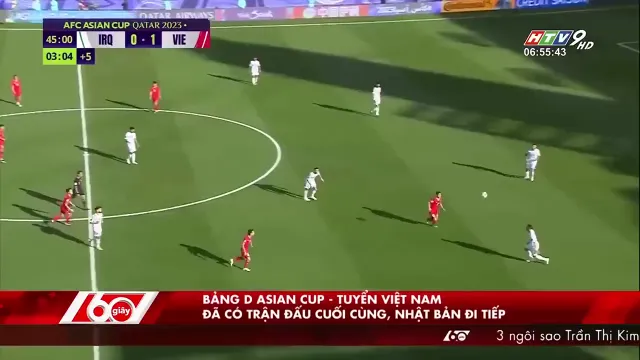 AFC ASIAN CUP QATAR 2023
45:00 IRQ 0 - 1 VIE
03:04 +5
HTV9 HD
06:55:43
60 giây
BẢNG D ASIAN CUP - TUYỂN VIỆT NAM
ĐÃ CÓ TRẬN ĐẤU CUỐI CÙNG, NHẬT BẢN ĐI TIẾP
60 3 ngôi sao Trần Thị Kim